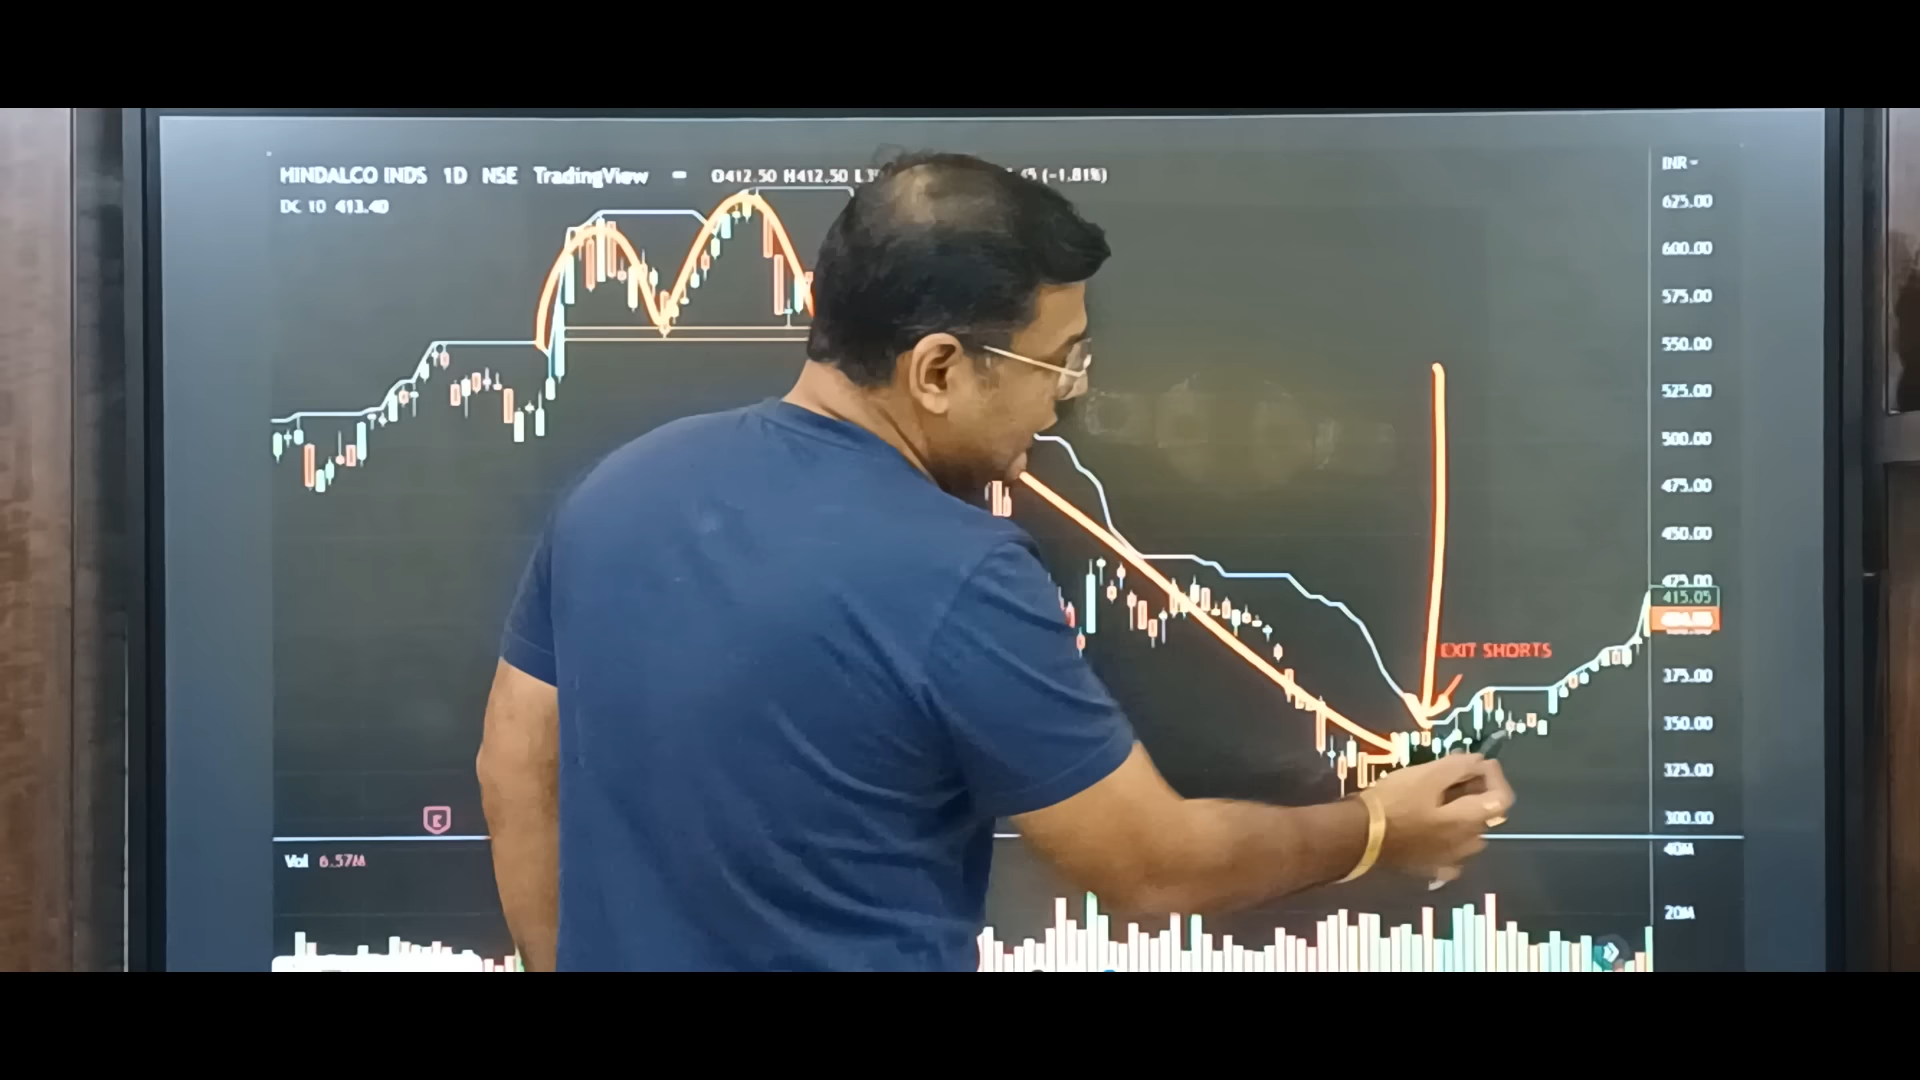 HINDALCO INDS 1D NSE TradingView O412.50 H412.50 (-1.81%)
DC 10 413.40
INR
625.00
600.00
575.00
550.00
525.00
500.00
475.00
450.00
425.00
415.05
EXIT SHORTS
375.00
350.00
325.00
300.00
Vol 6.57M
40M
20M